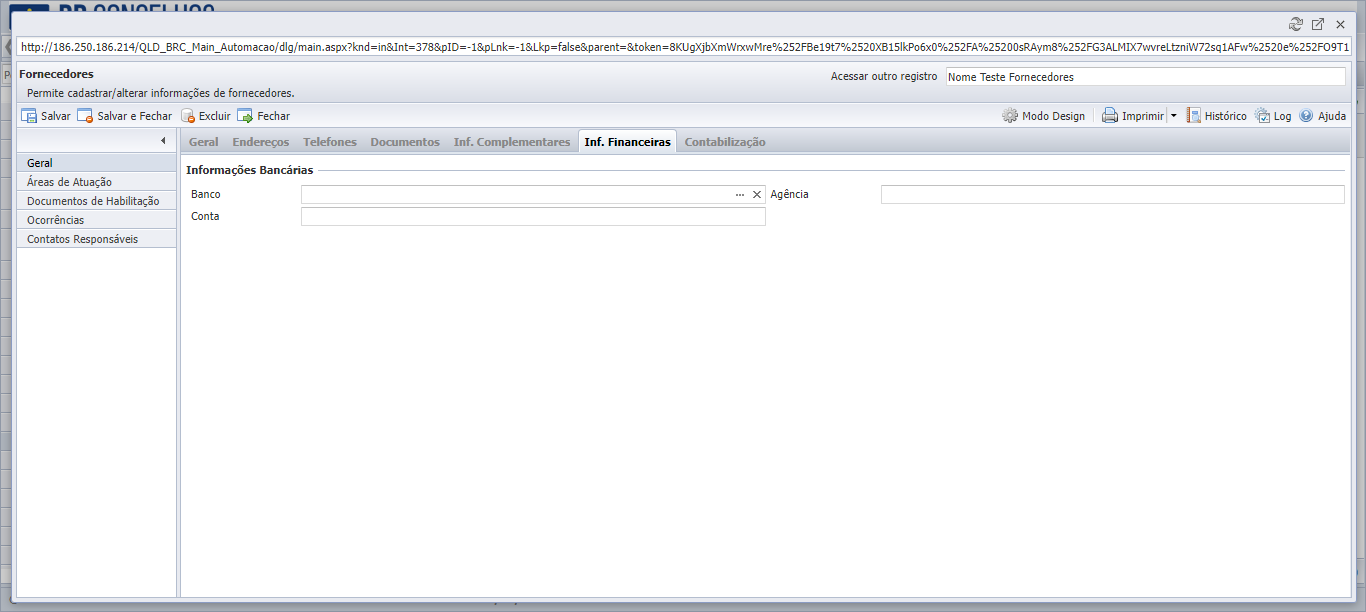 http://186.250.186.214/QLD_BRC_Main_Automacao/dlg/main.aspx?knd=in&Int=378&pID=-1&pLnk=-1&Lkp=false&parent=&token=8KUgXjbXmWrxwMre%252FBe19t7%2520XB15lkPo6x0%252FA%25200sRAym8%252FG3ALMIX7wvreLtzniW72sq1AFw%2520e%252FO9T1
Fornecedores
Acessar outro registro Nome Teste Fornecedores
Permite cadastrar/alterar informações de fornecedores.
Salvar Salvar e Fechar Excluir Fechar Modo Design Imprimir Histórico Log Ajuda
Geral Endereços Telefones Documentos Inf. Complementares Inf. Financeiras Contabilização
Geral
Áreas de Atuação
Documentos de Habilitação
Ocorrências
Contatos Responsáveis
Informações Bancárias
Banco ... Agência
Conta